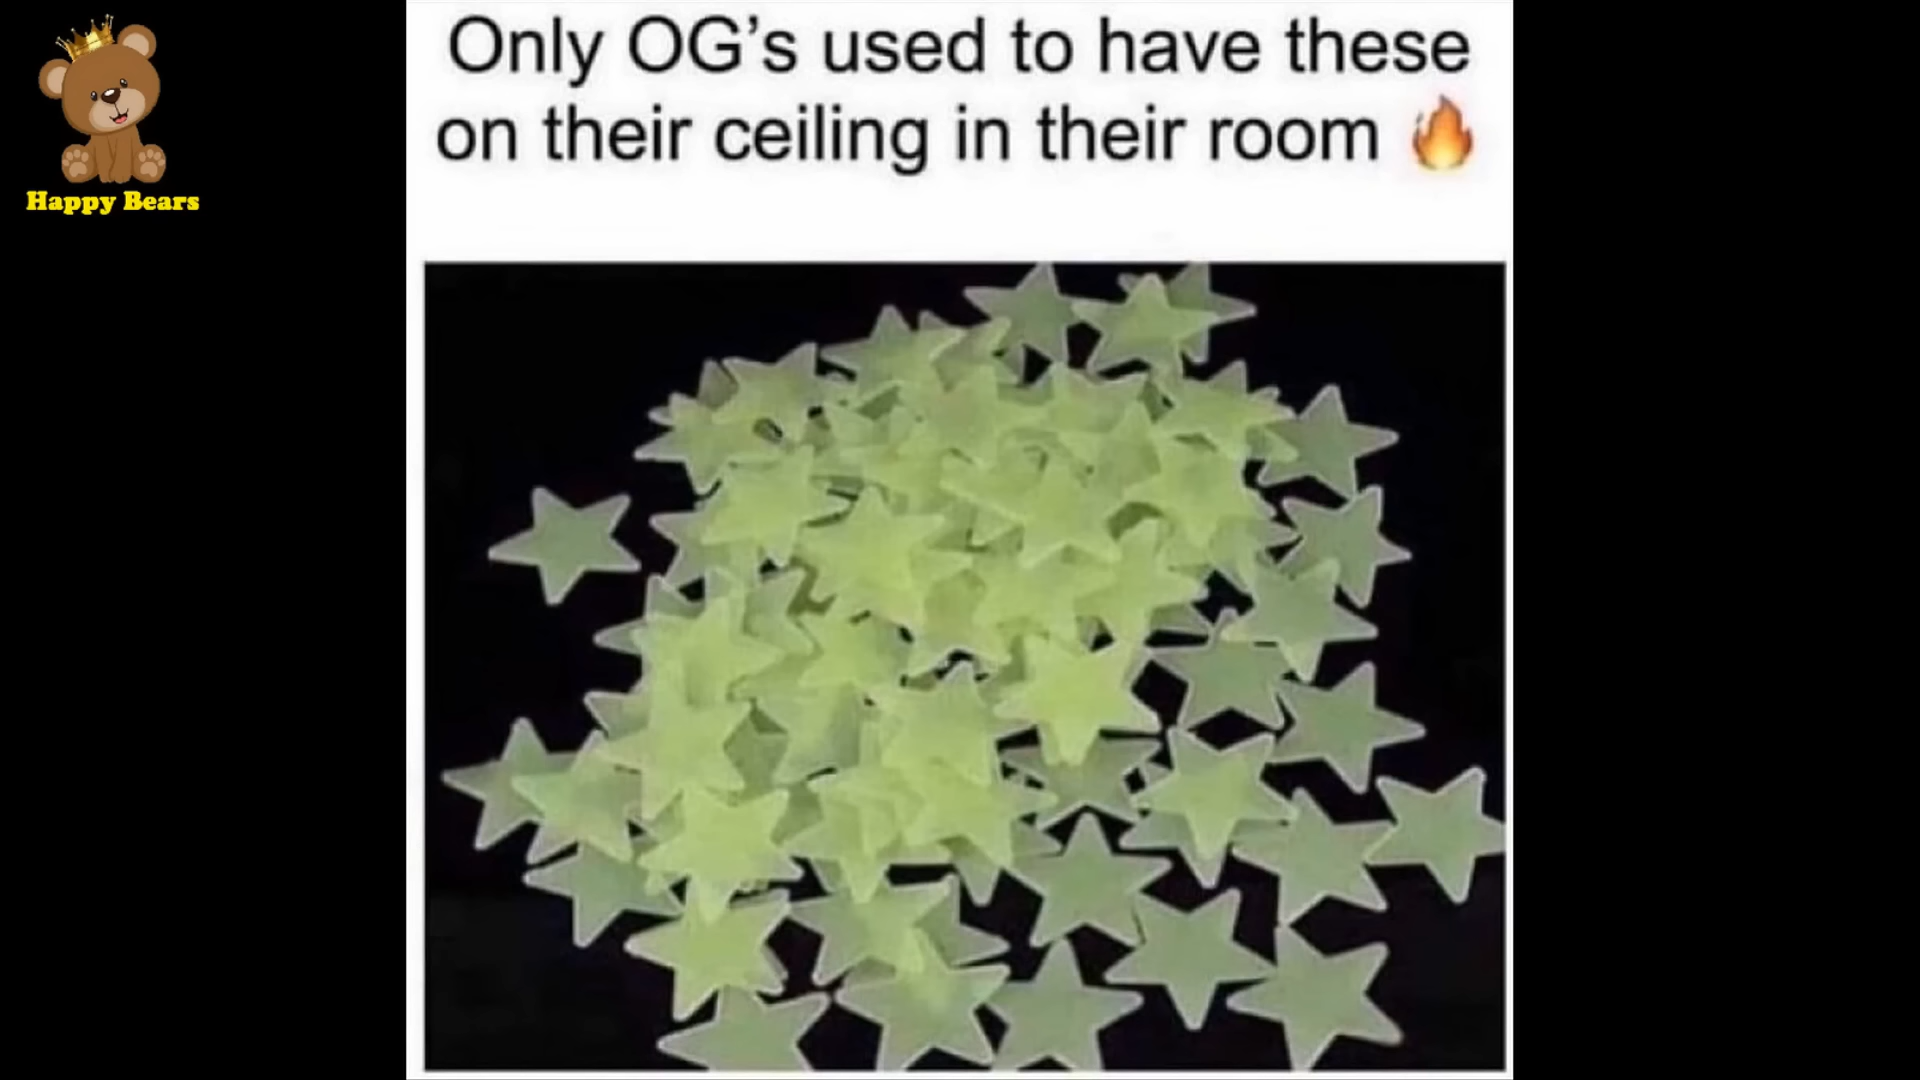 Only OG’s used to have these
on their ceiling in their room 🔥
Happy Bears